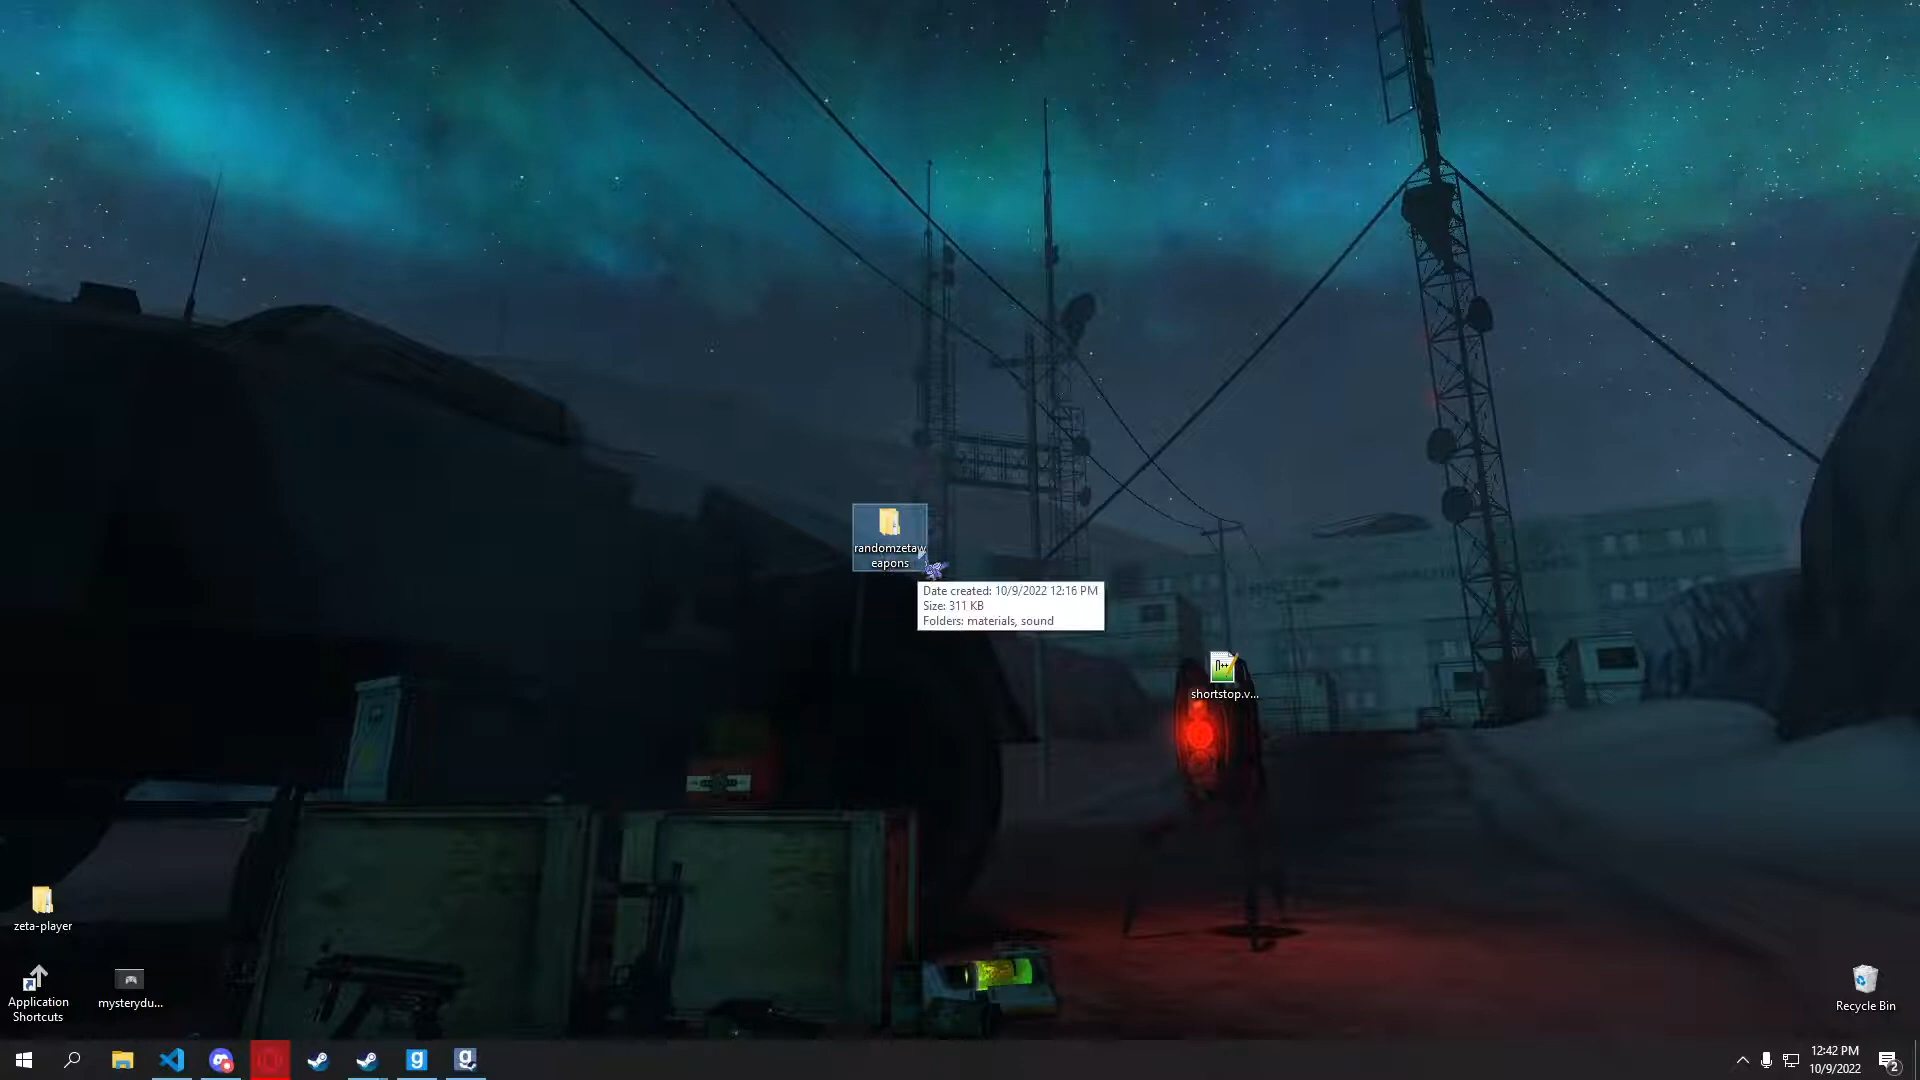 randomzetaw
eapons
Date created: 10/9/2022 12:16 PM
Size: 311 KB
Folders: materials, sound
shortstop.v...
zeta-player
Application
Shortcuts
mysterydu...
Recycle Bin
12:42 PM
10/9/2022
2